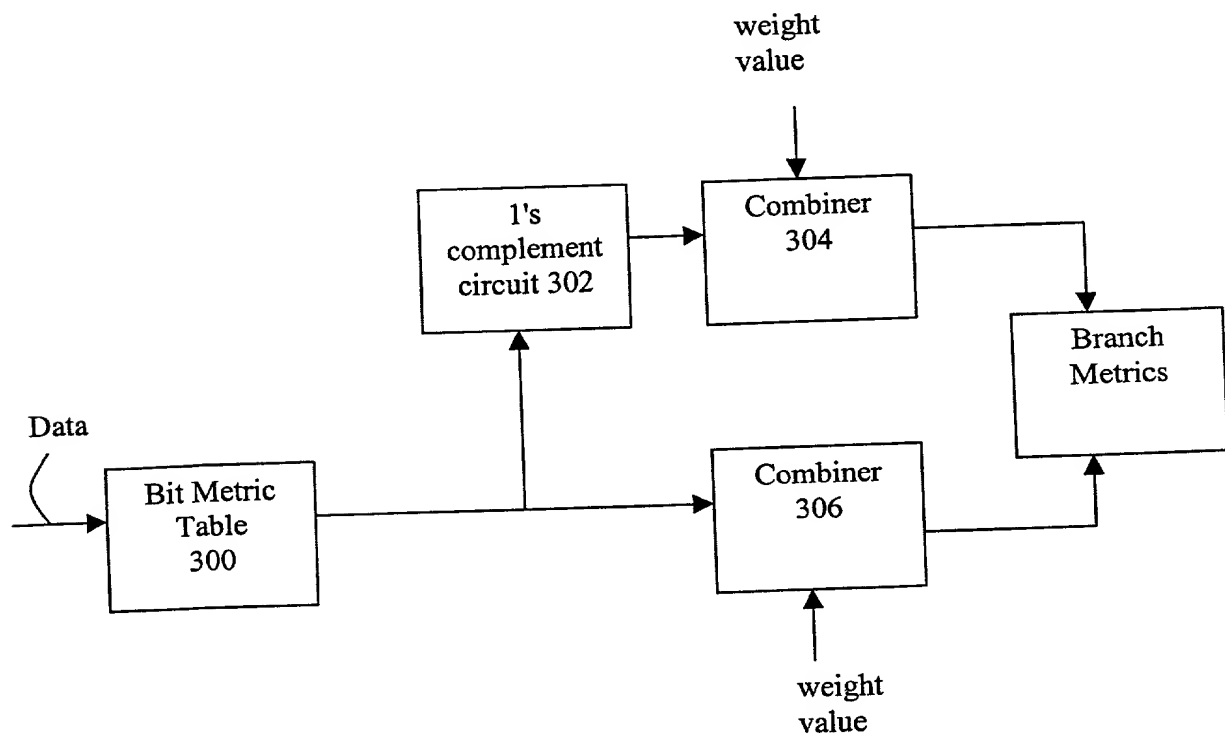 weight
value
1's
complement
circuit 302
Combiner
304
Branch
Metrics
Data
Bit Metric
Table
300
Combiner
306
weight
value